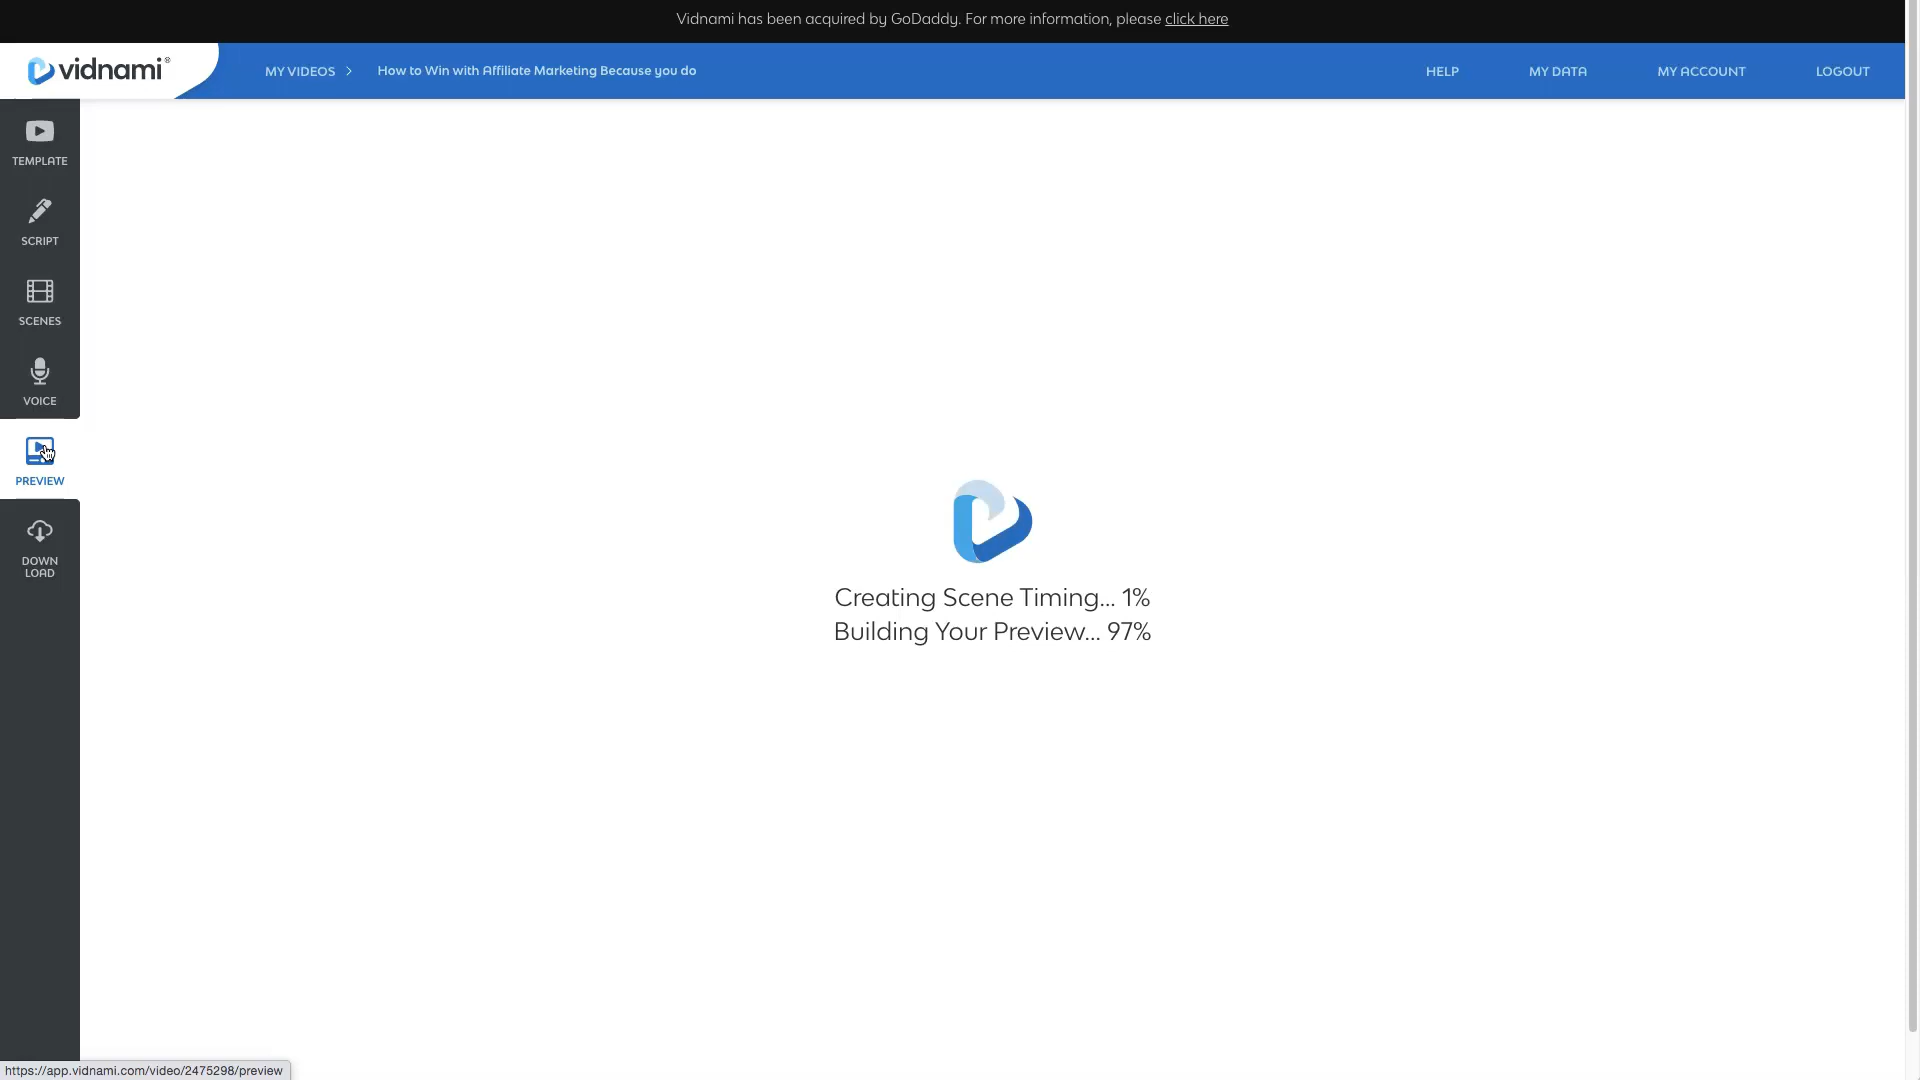 Vidnami has been acquired by GoDaddy. For more information, please click here
vidnami®
MY VIDEOS >
How to Win with Affiliate Marketing Because you do
HELP
MY DATA
MY ACCOUNT
LOGOUT
TEMPLATE
SCRIPT
SCENES
VOICE
PREVIEW
DOWN
LOAD
Creating Scene Timing... 1%
Building Your Preview... 97%
https://app.vidnami.com/video/2475298/preview